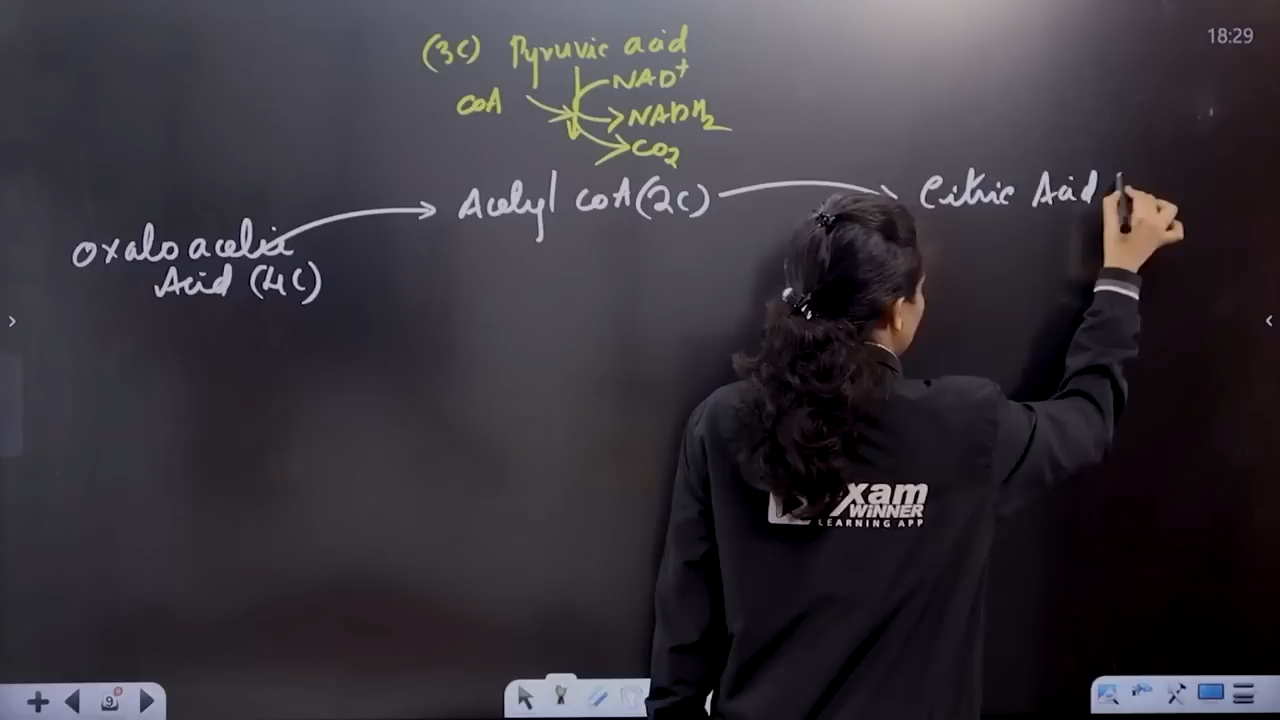 18:29
(3C) Pyruvic acid
NAD+
CoA
NADH2
CO2
Acetyl CoA (2C)
Citric Acid
Oxaloacetic
Acid (4C)
xam
WINNER
LEARNING APP
9